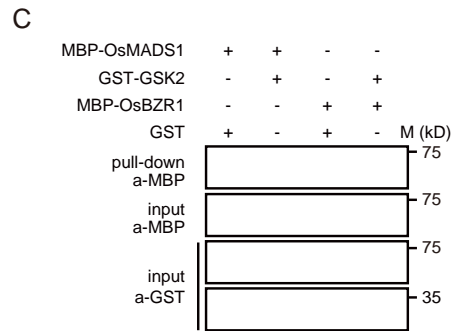 C
MBP-OsMADS1 + + - -
GST-GSK2 - + - +
MBP-OsBZR1 - - + +
GST + - + - M (kD)
pull-down
a-MBP
75
input
a-MBP
75
input
a-GST
75
35